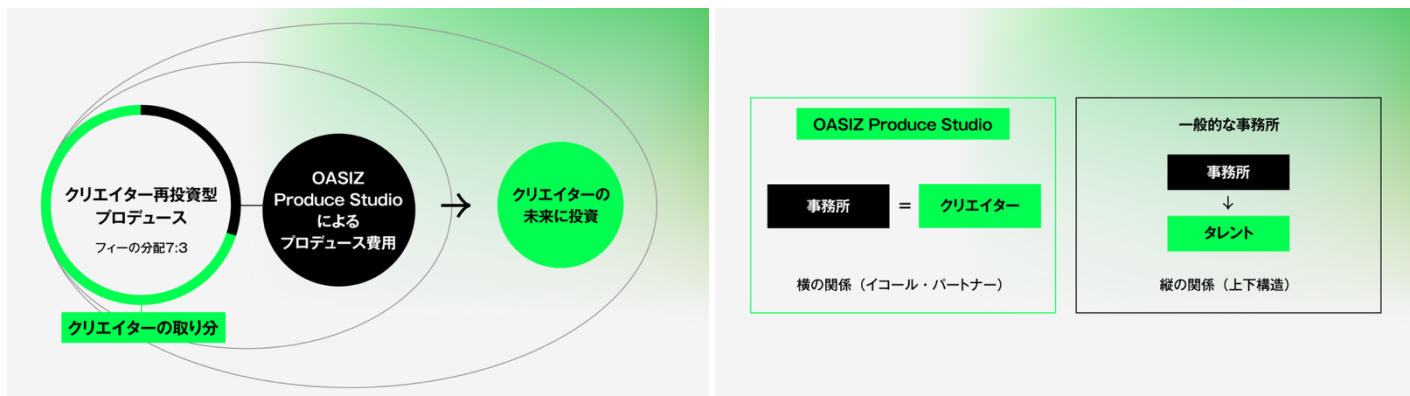 クリエイター再投資型
プロデュース
フィーの分配7:3
クリエイターの取り分
OASIZ
Produce Studio
による
プロデュース費用
→
クリエイターの
未来に投資
OASIZ Produce Studio
事務所 = クリエイター
横の関係（イコール・パートナー）
一般的な事務所
事務所
↓
タレント
縦の関係（上下構造）